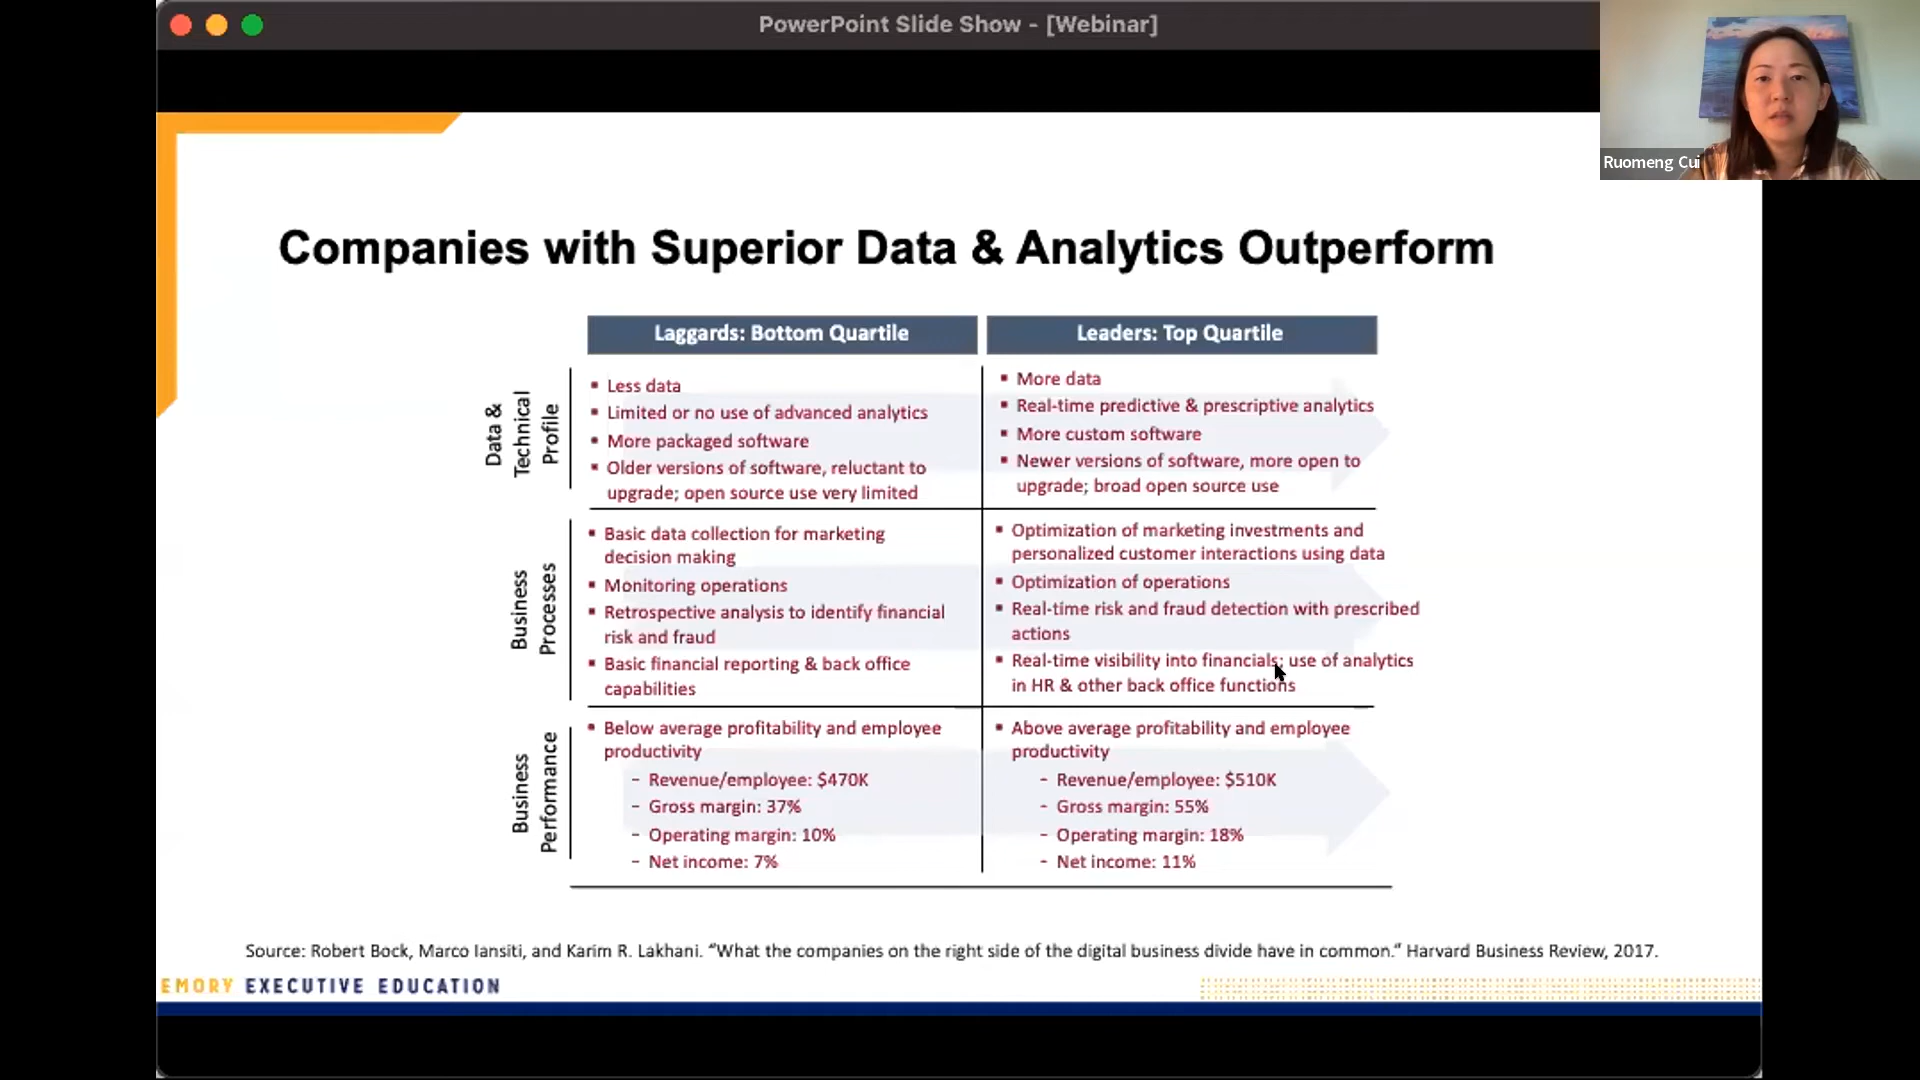 PowerPoint Slide Show - [Webinar]
Ruomeng Cui
Companies with Superior Data & Analytics Outperform
Laggards: Bottom Quartile
Leaders: Top Quartile
Data &
Technical
Profile
▪ Less data
▪ Limited or no use of advanced analytics
▪ More packaged software
▪ Older versions of software, reluctant to
upgrade; open source use very limited
▪ More data
▪ Real-time predictive & prescriptive analytics
▪ More custom software
▪ Newer versions of software, more open to
upgrade; broad open source use
Business
Processes
▪ Basic data collection for marketing
decision making
▪ Monitoring operations
▪ Retrospective analysis to identify financial
risk and fraud
▪ Basic financial reporting & back office
capabilities
▪ Optimization of marketing investments and
personalized customer interactions using data
▪ Optimization of operations
▪ Real-time risk and fraud detection with prescribed
actions
▪ Real-time visibility into financials; use of analytics
in HR & other back office functions
Business
Performance
▪ Below average profitability and employee
productivity
- Revenue/employee: $470K
- Gross margin: 37%
- Operating margin: 10%
- Net income: 7%
▪ Above average profitability and employee
productivity
- Revenue/employee: $510K
- Gross margin: 55%
- Operating margin: 18%
- Net income: 11%
Source: Robert Bock, Marco Iansiti, and Karim R. Lakhani. “What the companies on the right side of the digital business divide have in common.” Harvard Business Review, 2017.
EMORY EXECUTIVE EDUCATION